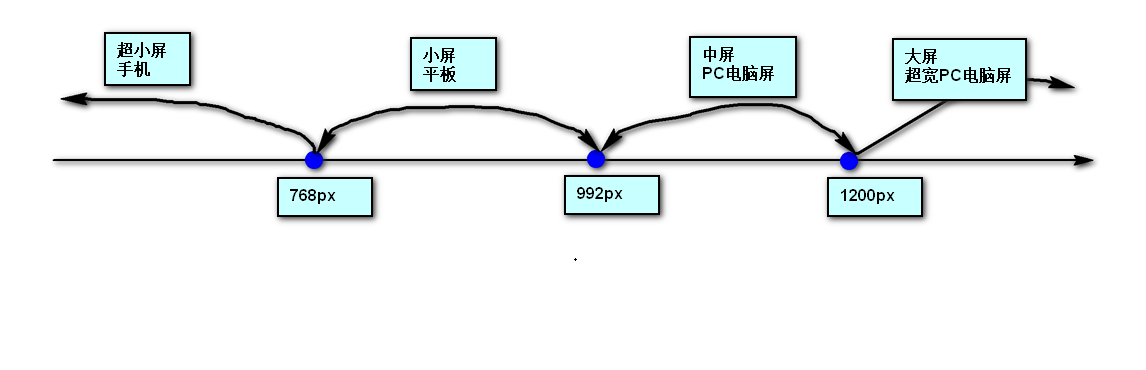 超小屏
手机
小屏
平板
中屏
PC电脑屏
大屏
超宽PC电脑屏
768px
992px
1200px